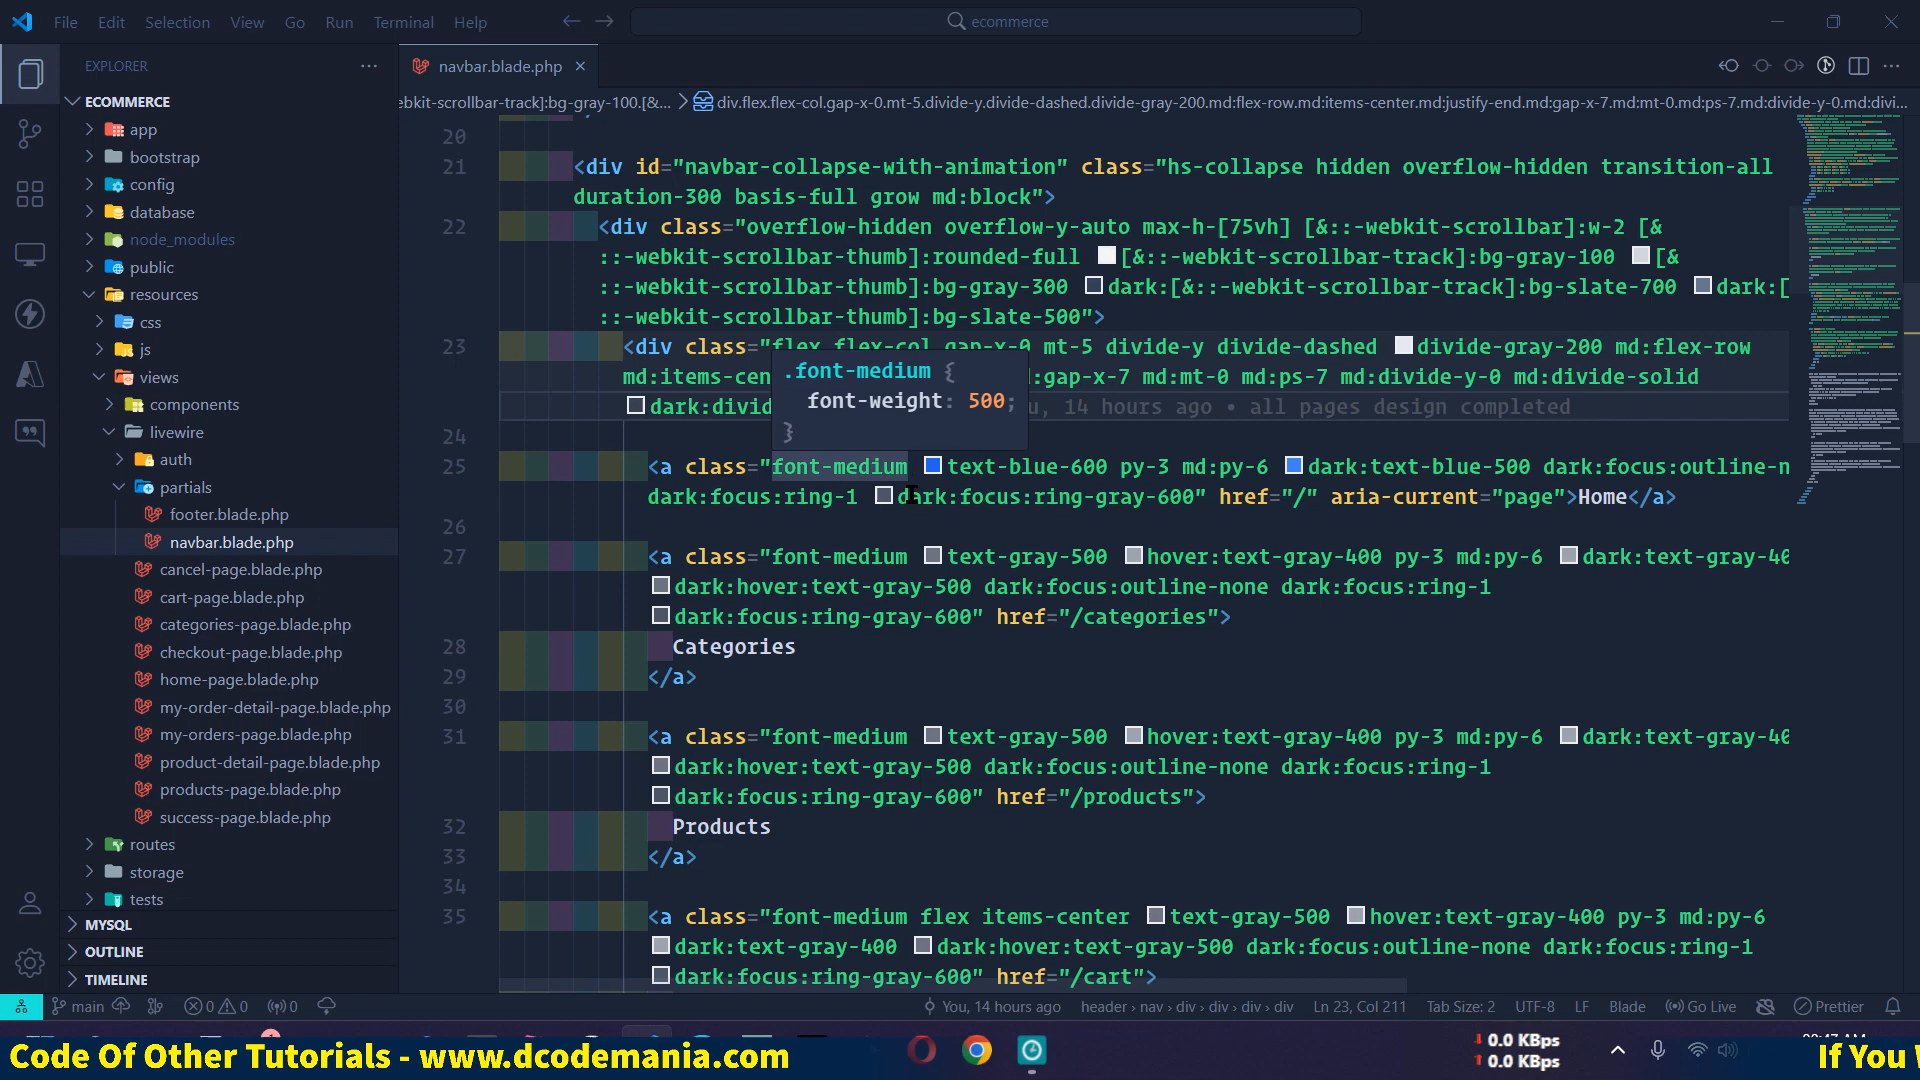 File Edit Selection View Go Run Terminal Help
ecommerce
EXPLORER
navbar.blade.php
ebkit-scrollbar-track]:bg-gray-100.[&... div.flex.flex-col.gap-x-0.mt-5.divide-y.divide-dashed.divide-gray-200.md:flex-row.md:items-center.md:justify-end.md:gap-x-7.md:mt-0.md:ps-7.md:divide-y-0.md:divi...
ECOMMERCE
app
bootstrap
config
database
node_modules
public
resources
css
js
views
components
livewire
auth
partials
footer.blade.php
navbar.blade.php
cancel-page.blade.php
cart-page.blade.php
categories-page.blade.php
checkout-page.blade.php
home-page.blade.php
my-order-detail-page.blade.php
my-orders-page.blade.php
product-detail-page.blade.php
products-page.blade.php
success-page.blade.php
routes
storage
tests
MYSQL
OUTLINE
TIMELINE
20
21 <div id="navbar-collapse-with-animation" class="hs-collapse hidden overflow-hidden transition-all
duration-300 basis-full grow md:block">
22 <div class="overflow-hidden overflow-y-auto max-h-[75vh] [&::-webkit-scrollbar]:w-2 [&
::-webkit-scrollbar-thumb]:rounded-full [&::-webkit-scrollbar-track]:bg-gray-100 [&
::-webkit-scrollbar-thumb]:bg-gray-300 dark:[&::-webkit-scrollbar-track]:bg-slate-700 dark:[
::-webkit-scrollbar-thumb]:bg-slate-500">
23 <div class="flex flex-col gap-x-0 mt-5 divide-y divide-dashed divide-gray-200 md:flex-row
md:items-cen :gap-x-7 md:mt-0 md:ps-7 md:divide-y-0 md:divide-solid
dark:divid u, 14 hours ago • all pages design completed
.font-medium {
font-weight: 500;
}
24
25 <a class="font-medium text-blue-600 py-3 md:py-6 dark:text-blue-500 dark:focus:outline-n
dark:focus:ring-1 dark:focus:ring-gray-600" href="/" aria-current="page">Home</a>
26
27 <a class="font-medium text-gray-500 hover:text-gray-400 py-3 md:py-6 dark:text-gray-40
dark:hover:text-gray-500 dark:focus:outline-none dark:focus:ring-1
dark:focus:ring-gray-600" href="/categories">
28 Categories
29 </a>
30
31 <a class="font-medium text-gray-500 hover:text-gray-400 py-3 md:py-6 dark:text-gray-40
dark:hover:text-gray-500 dark:focus:outline-none dark:focus:ring-1
dark:focus:ring-gray-600" href="/products">
32 Products
33 </a>
34
35 <a class="font-medium flex items-center text-gray-500 hover:text-gray-400 py-3 md:py-6
dark:text-gray-400 dark:hover:text-gray-500 dark:focus:outline-none dark:focus:ring-1
dark:focus:ring-gray-600" href="/cart">
main 0 0 0 You, 14 hours ago header › nav › div › div › div › div Ln 23, Col 211 Tab Size: 2 UTF-8 LF Blade Go Live Prettier
0.0 KBps
0.0 KBps
Code Of Other Tutorials - www.dcodemania.com
If You